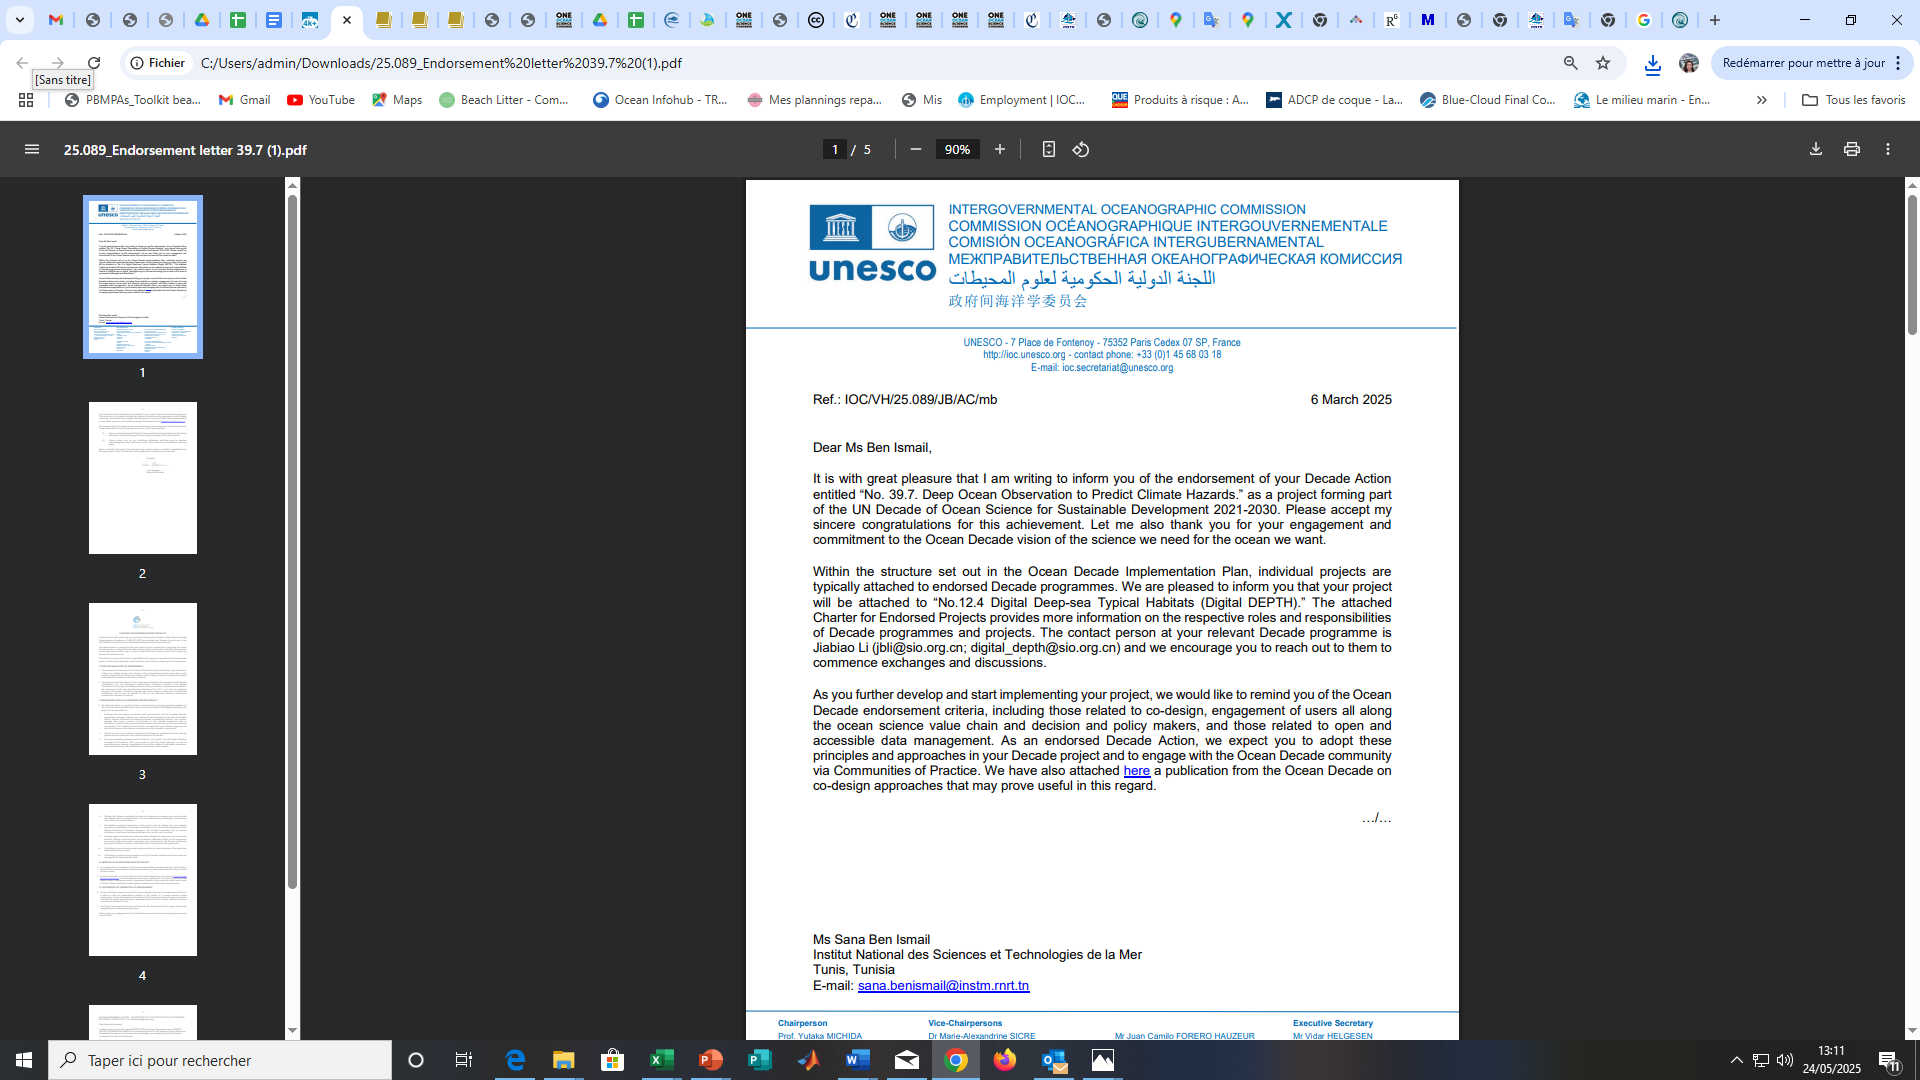 [Sans titre]
Fichier
C:/Users/admin/Downloads/25.089_Endorsement%20letter%2039.7%20(1).pdf
Redémarrer pour mettre à jour
PBMPAs_Toolkit bea...
Gmail
YouTube
Maps
Beach Litter - Com...
Ocean Infohub - TR...
Mes plannings repa...
Mis
Employment | IOC...
Produits à risque : A...
ADCP de coque - La...
Blue-Cloud Final Co...
Le milieu marin - En...
Tous les favoris
25.089_Endorsement letter 39.7 (1).pdf
1 / 5
90%
1
2
3
4
unesco
INTERGOVERNMENTAL OCEANOGRAPHIC COMMISSION
COMMISSION OCÉANOGRAPHIQUE INTERGOUVERNEMENTALE
COMISIÓN OCEANOGRÁFICA INTERGUBERNAMENTAL
МЕЖПРАВИТЕЛЬСТВЕННАЯ ОКЕАНОГРАФИЧЕСКАЯ КОМИССИЯ
اللجنة الدولية الحكومية لعلوم المحيطات
政府间海洋学委员会
UNESCO - 7 Place de Fontenoy - 75352 Paris Cedex 07 SP, France
http://ioc.unesco.org - contact phone: +33 (0)1 45 68 03 18
E-mail: ioc.secretariat@unesco.org
Ref.: IOC/VH/25.089/JB/AC/mb
6 March 2025
Dear Ms Ben Ismail,
It is with great pleasure that I am writing to inform you of the endorsement of your Decade Action
entitled “No. 39.7. Deep Ocean Observation to Predict Climate Hazards.” as a project forming part
of the UN Decade of Ocean Science for Sustainable Development 2021-2030. Please accept my
sincere congratulations for this achievement. Let me also thank you for your engagement and
commitment to the Ocean Decade vision of the science we need for the ocean we want.
Within the structure set out in the Ocean Decade Implementation Plan, individual projects are
typically attached to endorsed Decade programmes. We are pleased to inform you that your project
will be attached to “No.12.4 Digital Deep-sea Typical Habitats (Digital DEPTH).” The attached
Charter for Endorsed Projects provides more information on the respective roles and responsibilities
of Decade programmes and projects. The contact person at your relevant Decade programme is
Jiabiao Li (jbli@sio.org.cn; digital_depth@sio.org.cn) and we encourage you to reach out to them to
commence exchanges and discussions.
As you further develop and start implementing your project, we would like to remind you of the Ocean
Decade endorsement criteria, including those related to co-design, engagement of users all along
the ocean science value chain and decision and policy makers, and those related to open and
accessible data management. As an endorsed Decade Action, we expect you to adopt these
principles and approaches in your Decade project and to engage with the Ocean Decade community
via Communities of Practice. We have also attached here a publication from the Ocean Decade on
co-design approaches that may prove useful in this regard.
.../...
Ms Sana Ben Ismail
Institut National des Sciences et Technologies de la Mer
Tunis, Tunisia
E-mail: sana.benismail@instm.rnrt.tn
Chairperson
Prof. Yutaka MICHIDA
Vice-Chairpersons
Dr Marie-Alexandrine SICRE
Mr Juan Camilo FORERO HAUZEUR
Executive Secretary
Mr Vidar HELGESEN
Taper ici pour rechercher
13:11
24/05/2025
11